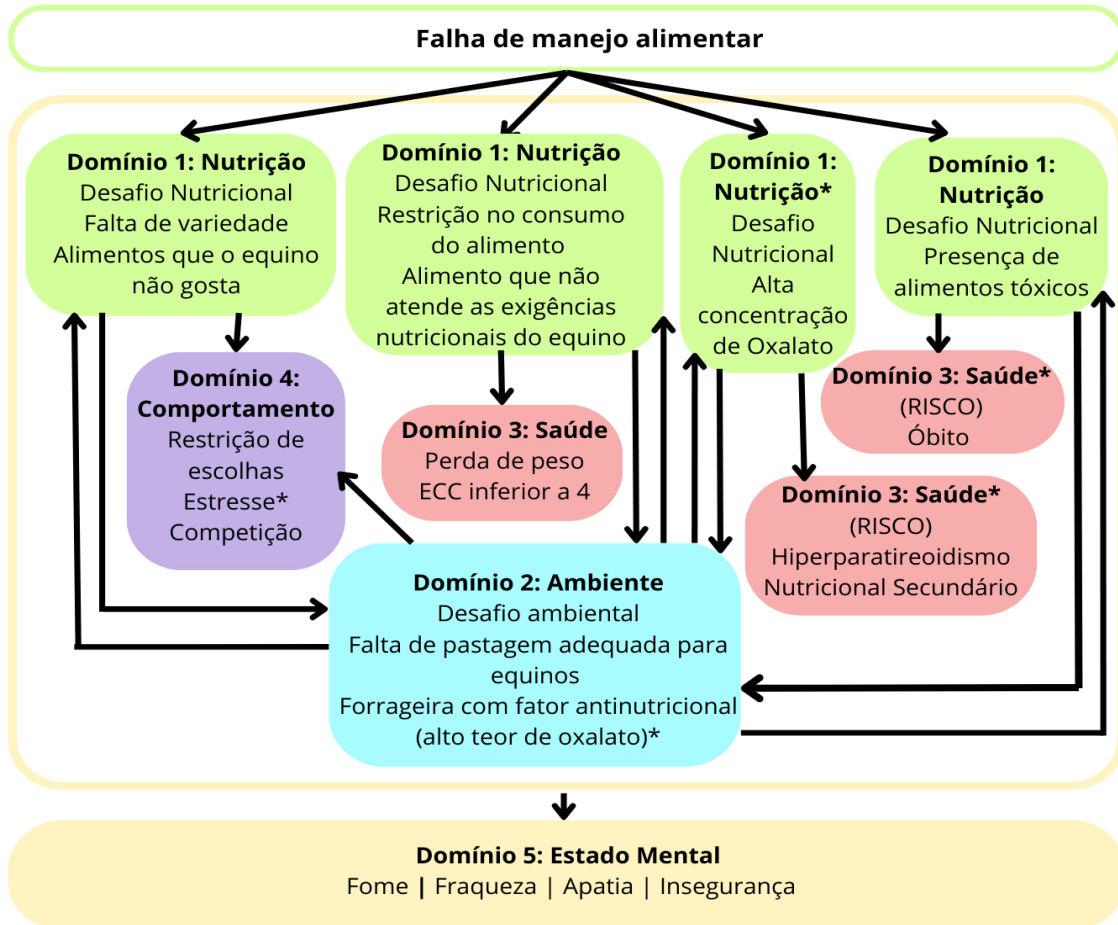 Falha de manejo alimentar
Domínio 1: Nutrição
Desafio Nutricional
Falta de variedade
Alimentos que o equino
não gosta
Domínio 1: Nutrição
Desafio Nutricional
Restrição no consumo
do alimento
Alimento que não
atende as exigências
nutricionais do equino
Domínio 1:
Nutrição*
Desafio
Nutricional
Alta
concentração
de Oxalato
Domínio 1:
Nutrição
Desafio Nutricional
Presença de
alimentos tóxicos
Domínio 4:
Comportamento
Restrição de
escolhas
Estresse*
Competição
Domínio 3: Saúde
Perda de peso
ECC inferior a 4
Domínio 3: Saúde*
(RISCO)
Óbito
Domínio 3: Saúde*
(RISCO)
Hiperparatireoidismo
Nutricional Secundário
Domínio 2: Ambiente
Desafio ambiental
Falta de pastagem adequada para
equinos
Forrageira com fator antinutricional
(alto teor de oxalato)*
Domínio 5: Estado Mental
Fome | Fraqueza | Apatia | Insegurança